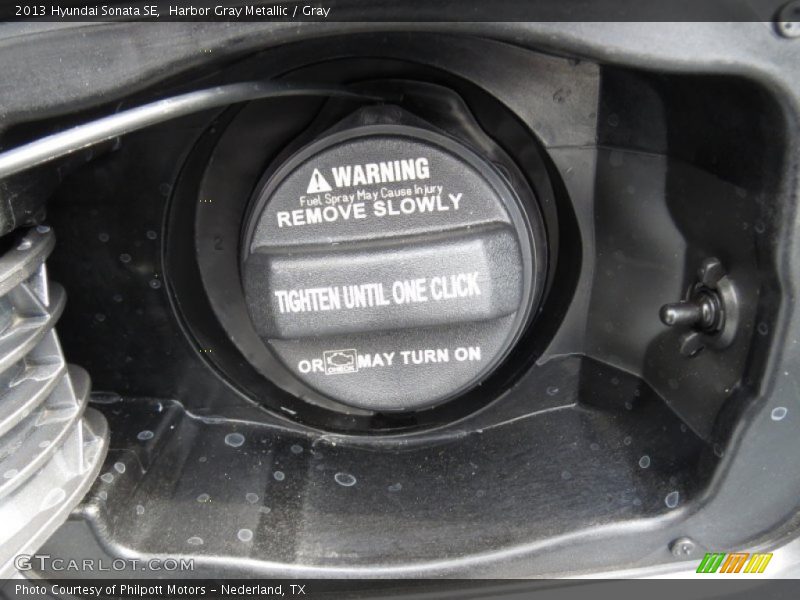 2013 Hyundai Sonata SE,  Harbor Gray Metallic / Gray
WARNING
Fuel Spray May Cause Injury
REMOVE SLOWLY
2
TIGHTEN UNTIL ONE CLICK
OR CHECK MAY TURN ON
GTCARLOT.COM
Photo Courtesy of Philpott Motors - Nederland, TX